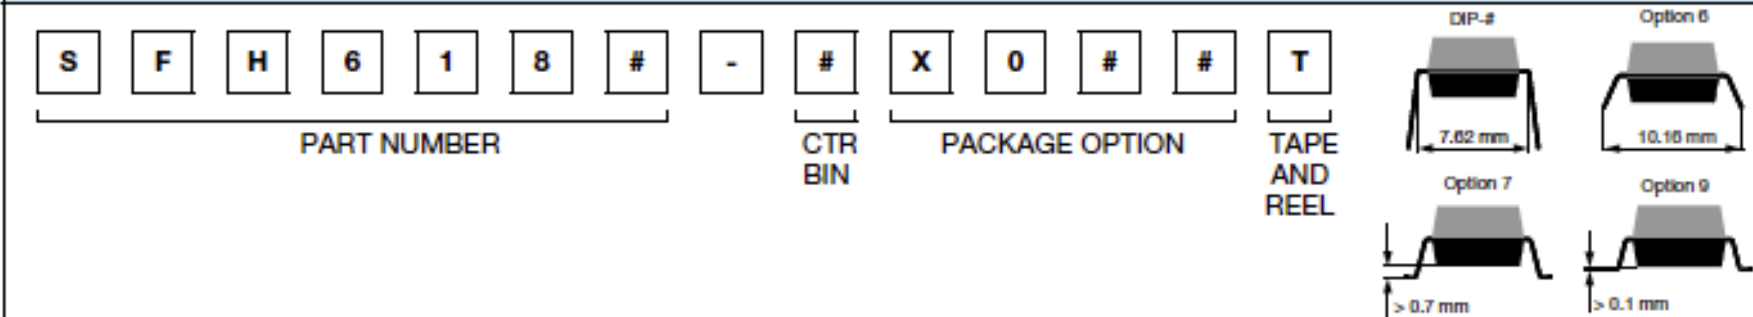 S F H 6 1 8 # - # X 0 # # T
PART NUMBER
CTR
BIN
PACKAGE OPTION
TAPE
AND
REEL
DIP-#
7.62 mm
Option 6
10.16 mm
Option 7
> 0.7 mm
Option 9
> 0.1 mm